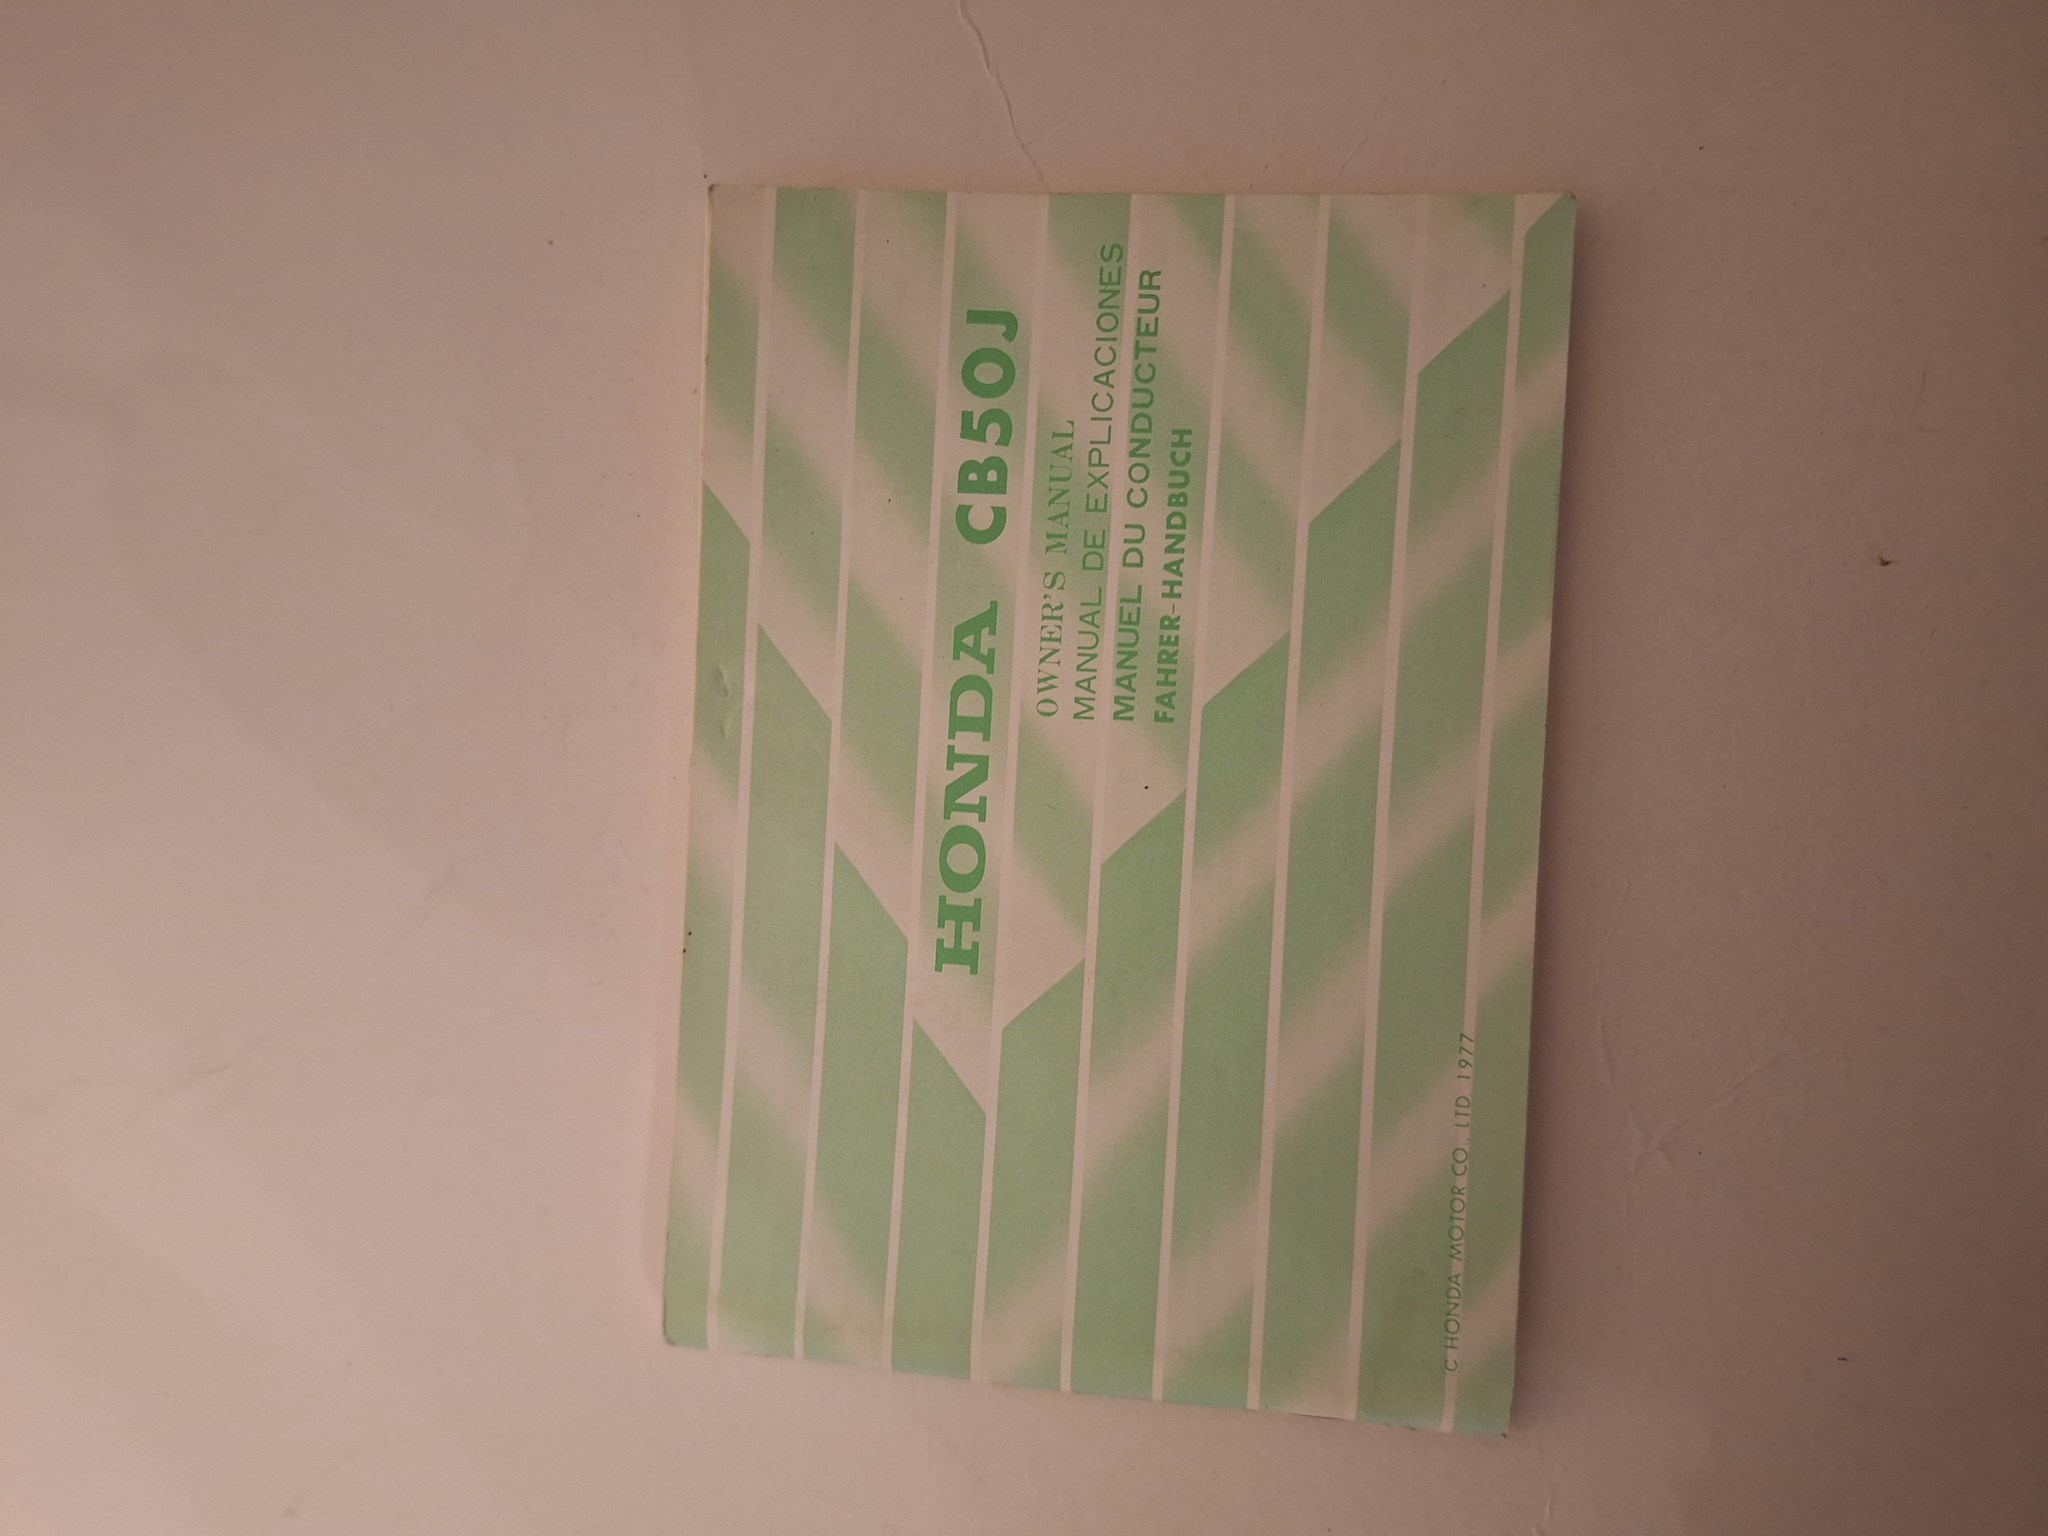 HONDA CB50J
OWNER'S MANUAL
MANUAL DE EXPLICACIONES
MANUEL DU CONDUCTEUR
FAHRER-HANDBUCH
C HONDA MOTOR CO., LTD. 1977